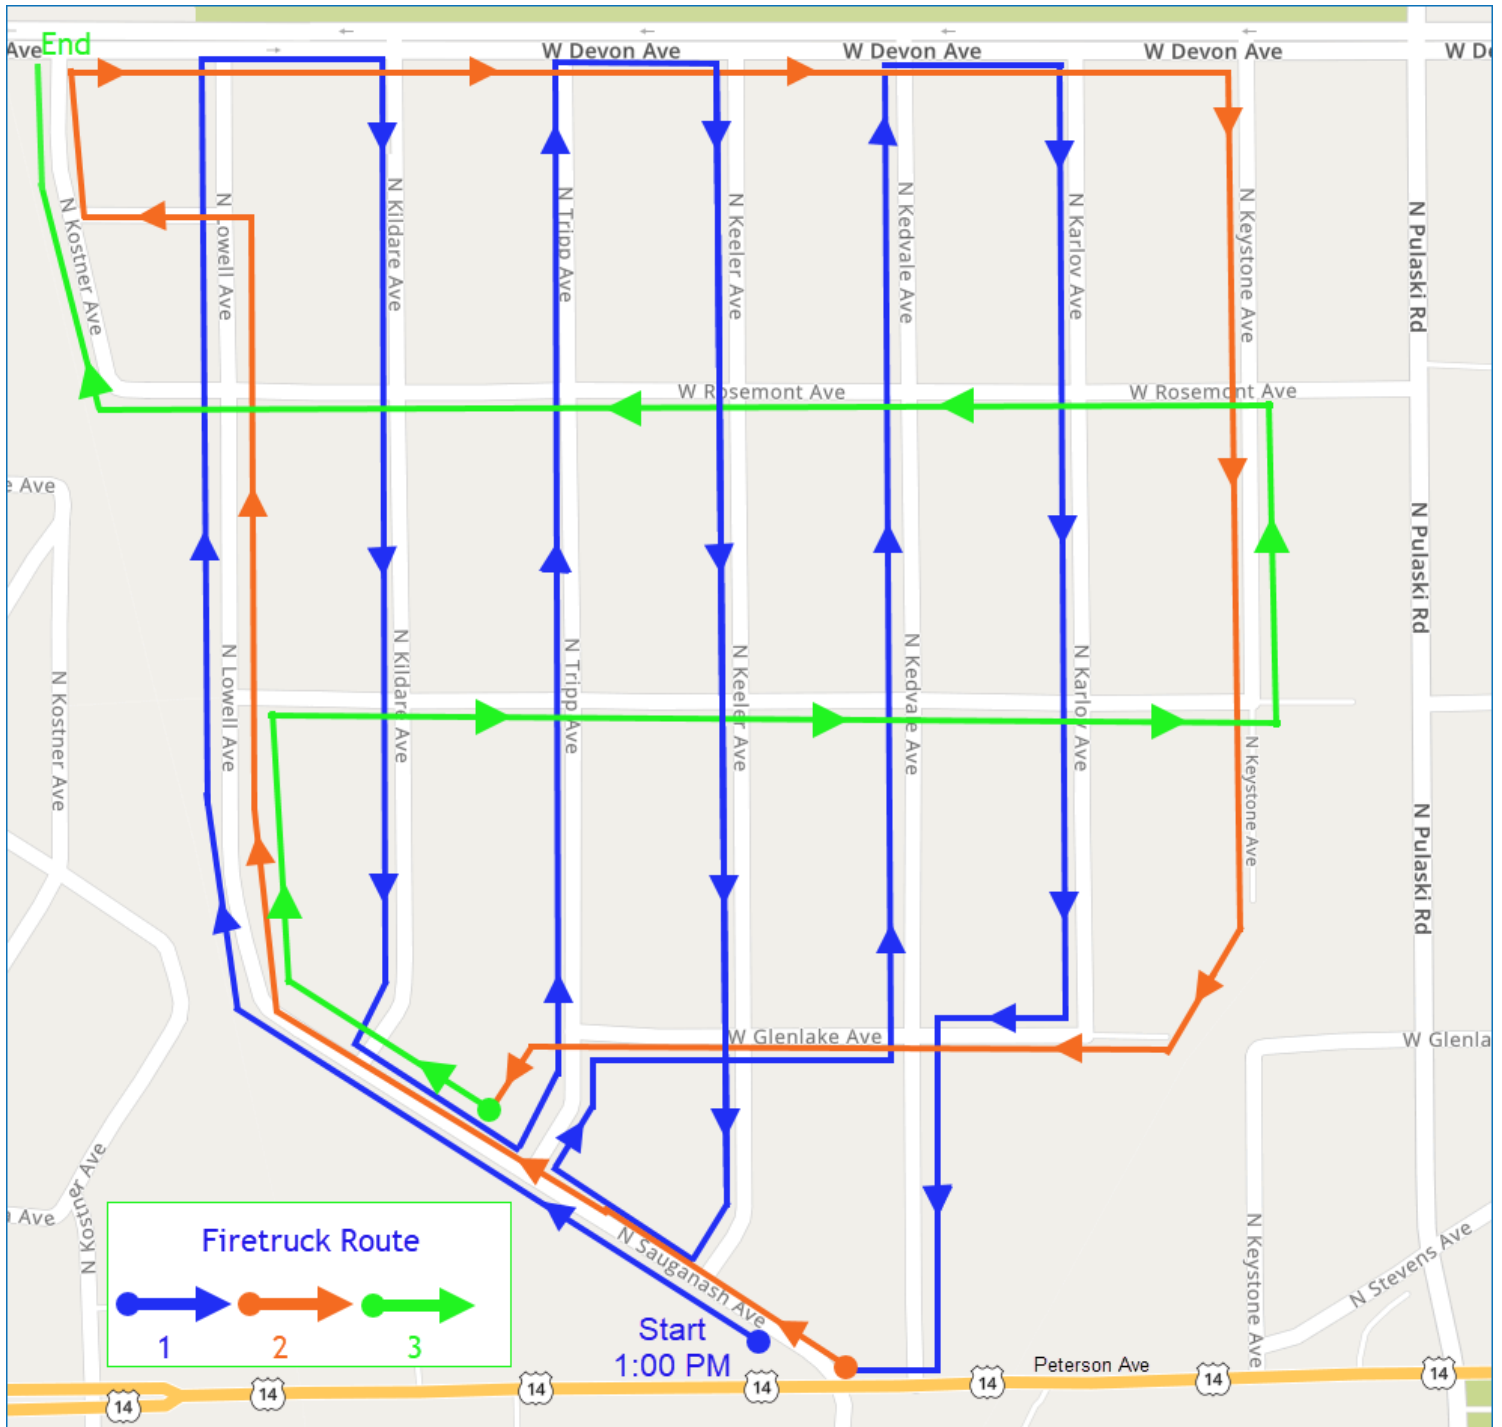 Ave
End
W Devon Ave
W Devon Ave
W Devon Ave
W De
N Kostner Ave
N Lowell Ave
N Kildare Ave
N Tripp Ave
N Keeler Ave
N Kedvale Ave
N Karlov Ave
N Keystone Ave
N Pulaski Rd
W Rosemont Ave
W Rosemont Ave
e Ave
N Pulaski Rd
N Kostner Ave
N Lowell Ave
N Kildare Ave
N Tripp Ave
N Keeler Ave
N Kedvale Ave
N Karlov Ave
N Keystone Ave
N Pulaski Rd
W Glenlake Ave
W Glenla
N Kostner Ave
Ave
N Sauganash Ave
N Keystone Ave
N Stevens Ave
Firetruck Route
1
2
3
Start
1:00 PM
Peterson Ave
14
14
14
14
14
14
14